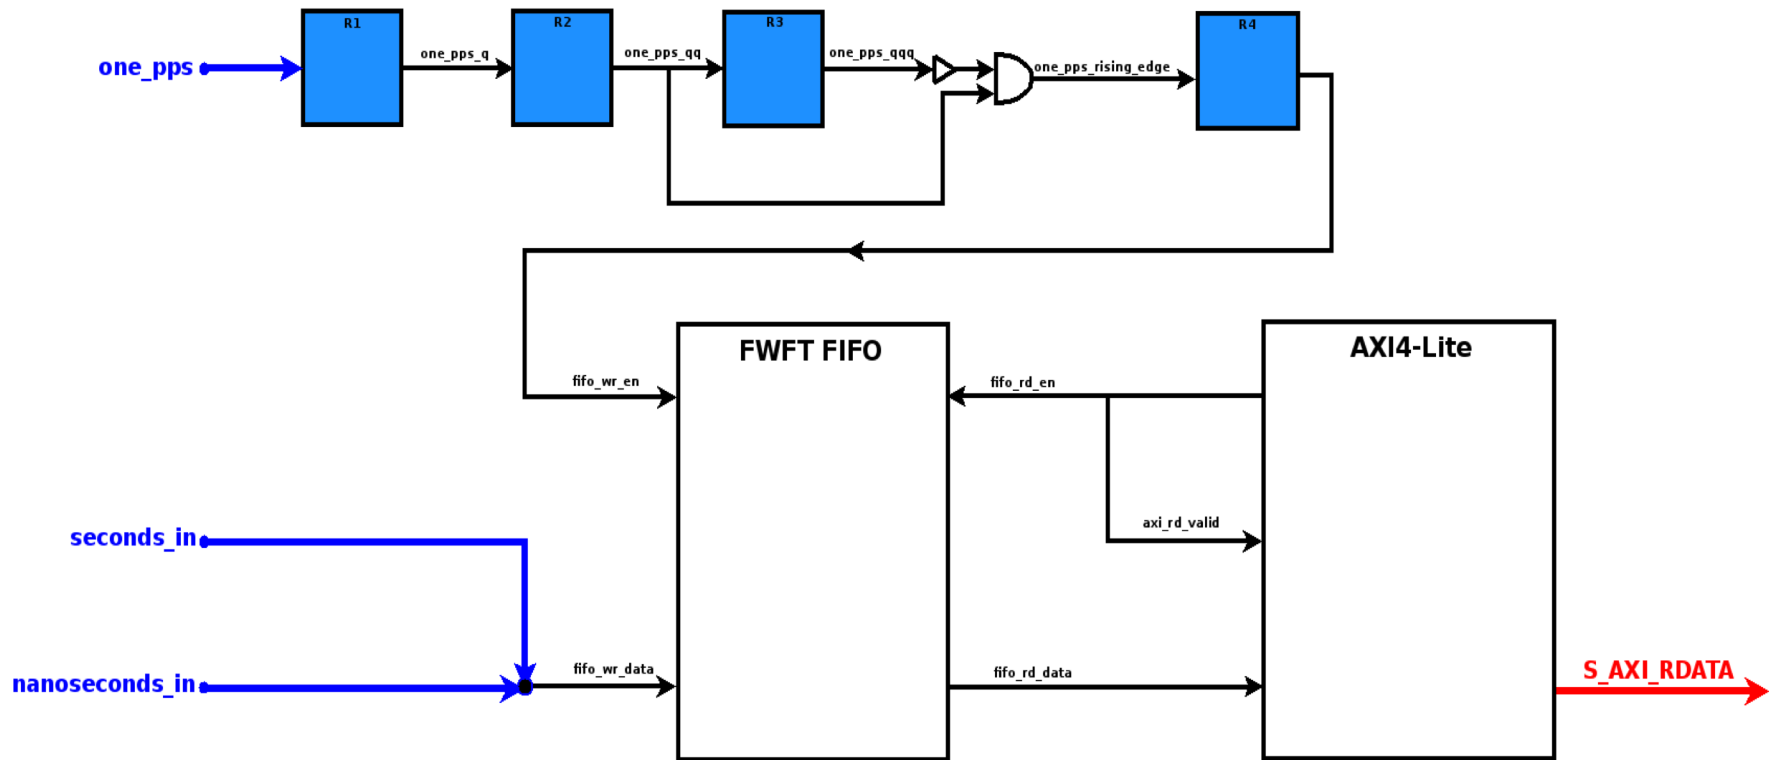 R1
R2
R3
R4
one_pps
one_pps_q
one_pps_qq
one_pps_qqq
one_pps_rising_edge
FWFT FIFO
AXI4-Lite
fifo_wr_en
fifo_rd_en
axi_rd_valid
seconds_in
nanoseconds_in
fifo_wr_data
fifo_rd_data
S_AXI_RDATA